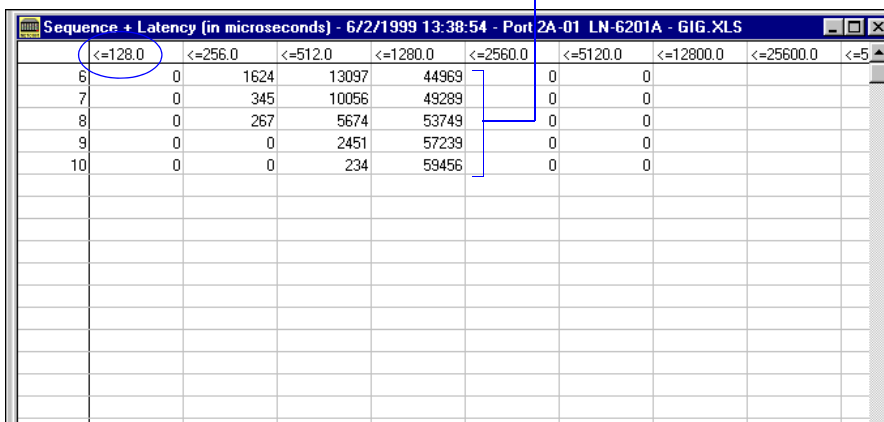 Sequence + Latency (in microseconds) - 6/2/1999 13:38:54 - Port 2A-01 LN-6201A - GIG.XLS
<=128.0 <=256.0 <=512.0 <=1280.0 <=2560.0 <=5120.0 <=12800.0 <=25600.0 <=5
6 0 1624 13097 44969 0 0
7 0 345 10056 49289 0 0
8 0 267 5674 53749 0 0
9 0 0 2451 57239 0 0
10 0 0 234 59456 0 0